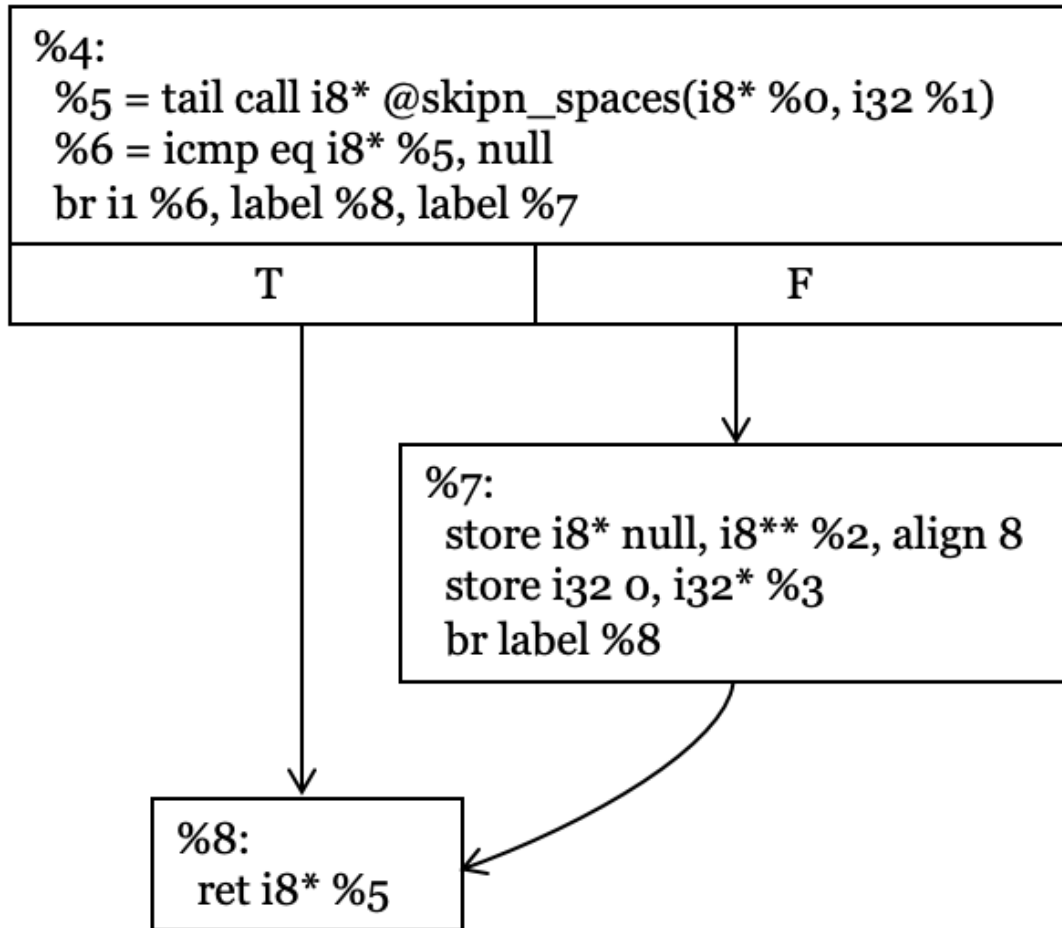 %4:
%5 = tail call i8* @skipn_spaces(i8* %0, i32 %1)
%6 = icmp eq i8* %5, null
br i1 %6, label %8, label %7
T
F
%7:
store i8* null, i8** %2, align 8
store i32 0, i32* %3
br label %8
%8:
ret i8* %5